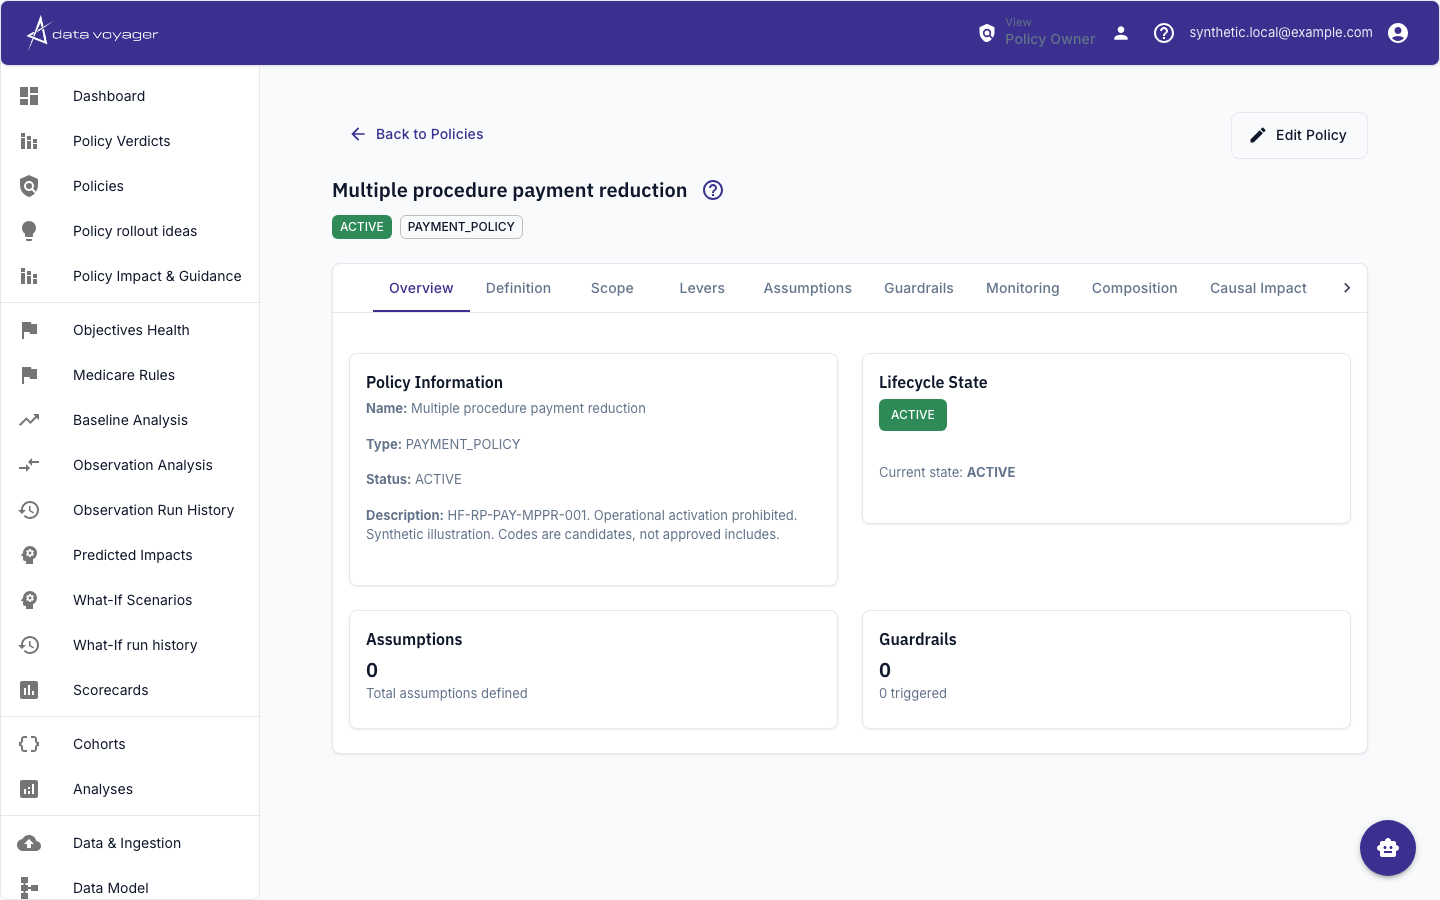 data voyager
View
Policy Owner
synthetic.local@example.com
Dashboard
Policy Verdicts
Policies
Policy rollout ideas
Policy Impact & Guidance
Objectives Health
Medicare Rules
Baseline Analysis
Observation Analysis
Observation Run History
Predicted Impacts
What-If Scenarios
What-If run history
Scorecards
Cohorts
Analyses
Data & Ingestion
Data Model
Back to Policies
Edit Policy
Multiple procedure payment reduction
ACTIVE
PAYMENT_POLICY
Overview
Definition
Scope
Levers
Assumptions
Guardrails
Monitoring
Composition
Causal Impact
Policy Information
Name: Multiple procedure payment reduction
Type: PAYMENT_POLICY
Status: ACTIVE
Description: HF-RP-PAY-MPPR-001. Operational activation prohibited.
Synthetic illustration. Codes are candidates, not approved includes.
Lifecycle State
ACTIVE
Current state: ACTIVE
Assumptions
0
Total assumptions defined
Guardrails
0
0 triggered